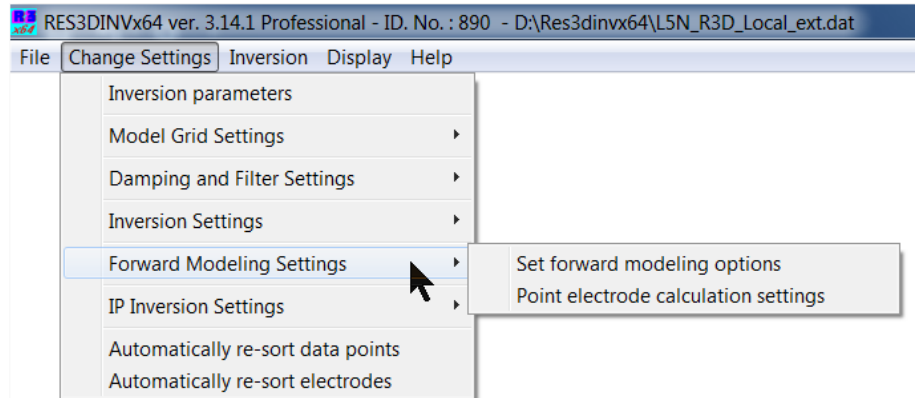 R3 x64 RES3DINVx64 ver. 3.14.1 Professional - ID. No. : 890 - D:\Res3dinvx64\L5N_R3D_Local_ext.dat
File Change Settings Inversion Display Help
Inversion parameters
Model Grid Settings
Damping and Filter Settings
Inversion Settings
Forward Modeling Settings
Set forward modeling options
Point electrode calculation settings
IP Inversion Settings
Automatically re-sort data points
Automatically re-sort electrodes